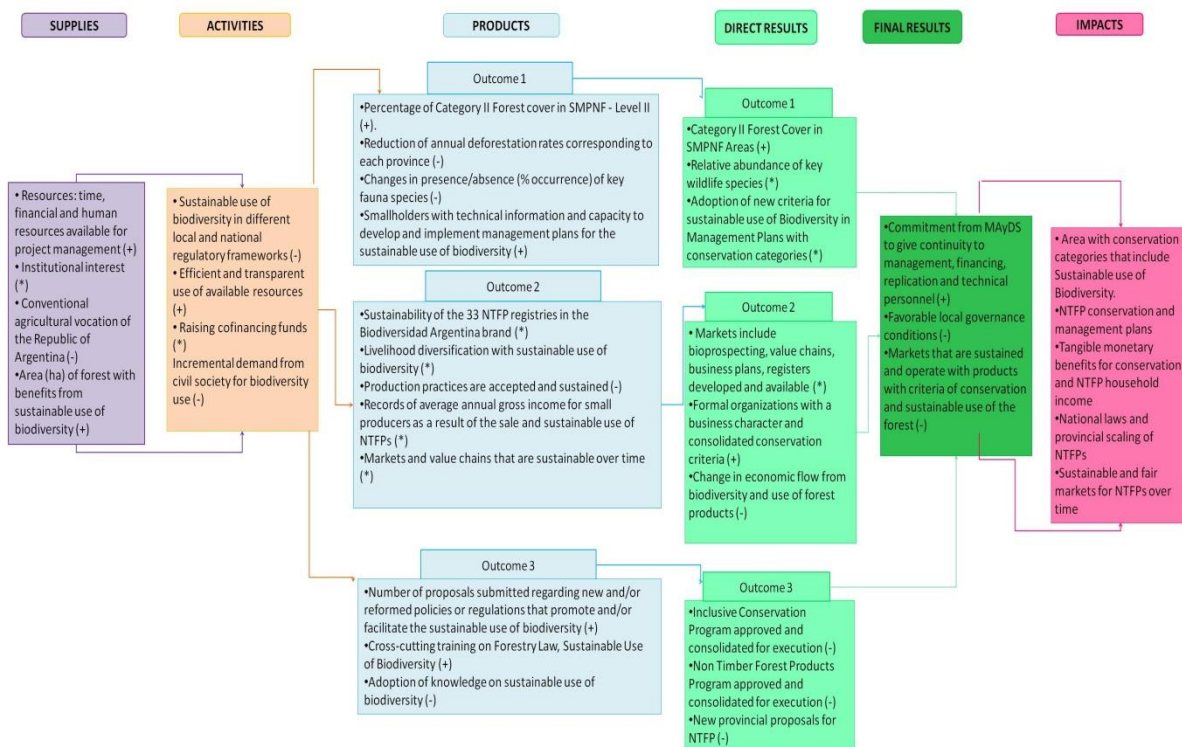 SUPPLIES
ACTIVITIES
PRODUCTS
DIRECT RESULTS
FINAL RESULTS
IMPACTS
• Resources: time,
financial and human
resources available for
project management (+)
• Institutional interest
(*)
• Conventional
agricultural vocation of
the Republic of
Argentina (-)
•Area (ha) of forest with
benefits from
sustainable use of
biodiversity (+)
• Sustainable use of
biodiversity in different
local and national
regulatory frameworks (-)
• Efficient and transparent
use of available resources
(+)
• Raising cofinancing funds
(*)
Incremental demand from
civil society for biodiversity
use (-)
Outcome 1
•Percentage of Category II Forest cover in SMPNF - Level II
(+).
•Reduction of annual deforestation rates corresponding to
each province (-)
•Changes in presence/absence (% occurrence) of key
fauna species (-)
•Smallholders with technical information and capacity to
develop and implement management plans for the
sustainable use of biodiversity (+)
Outcome 2
•Sustainability of the 33 NTFP registries in the
Biodiversidad Argentina brand (*)
•Livelihood diversification with sustainable use of
biodiversity (*)
•Production practices are accepted and sustained (-)
•Records of average annual gross income for small
producers as a result of the sale and sustainable use of
NTFPs (*)
•Markets and value chains that are sustainable over time
(*)
Outcome 3
•Number of proposals submitted regarding new and/or
reformed policies or regulations that promote and/or
facilitate the sustainable use of biodiversity (+)
•Cross-cutting training on Forestry Law, Sustainable Use
of Biodiversity (+)
•Adoption of knowledge on sustainable use of
biodiversity (-)
Outcome 1
•Category II Forest Cover in
SMPNF Areas (+)
•Relative abundance of key
wildlife species (*)
•Adoption of new criteria for
sustainable use of Biodiversity in
Management Plans with
conservation categories (*)
Outcome 2
• Markets include
bioprospecting, value chains,
business plans, registers
developed and available (*)
•Formal organizations with a
business character and
consolidated conservation
criteria (+)
•Change in economic flow from
biodiversity and use of forest
products (-)
Outcome 3
•Inclusive Conservation
Program approved and
consolidated for execution (-)
•Non Timber Forest Products
Program approved and
consolidated for execution (-)
•New provincial proposals for
NTFP (-)
•Commitment from MAyDS
to give continuity to
management, financing,
replication and technical
personnel (+)
•Favorable local governance
conditions (-)
•Markets that are sustained
and operate with products
with criteria of conservation
and sustainable use of the
forest (-)
• Area with conservation
categories that include
Sustainable use of
Biodiversity.
•NTFP conservation and
management plans
•Tangible monetary
benefits for conservation
and NTFP household
income
•National laws and
provincial scaling of
NTFPs
•Sustainable and fair
markets for NTFPs over
time